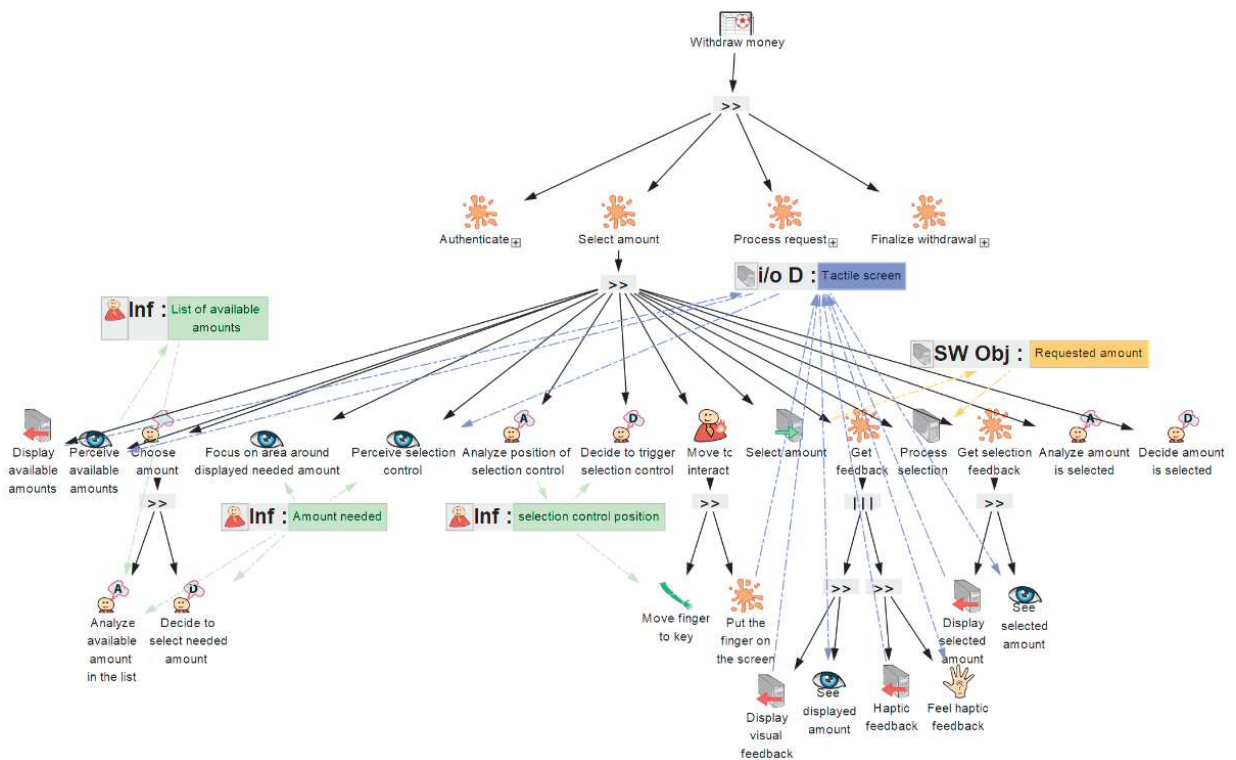 Withdraw money
>>
Authenticate
Select amount
Process request
Finalize withdrawal
>>
i/o D : Tactile screen
Inf : List of available
amounts
SW Obj : Requested amount
A
D
A
D
Display
available
amounts
Perceive
available
amounts
Choose
amount
Focus on area around
displayed needed amount
Perceive selection
control
Analyze position of
selection control
Decide to trigger
selection control
Move to
interact
Select amount
Get
feedback
Process
selection
Get selection
feedback
Analyze amount
is selected
Decide amount
is selected
>>
Inf : Amount needed
Inf : selection control position
>>
|||
>>
A
D
>>
>>
Analyze
available
amount
in the list
Decide to
select needed
amount
Move finger
to key
Put the
finger on
the screen
Display
selected
amount
See
selected
amount
Display
visual
feedback
See
displayed
amount
Haptic
feedback
Feel haptic
feedback